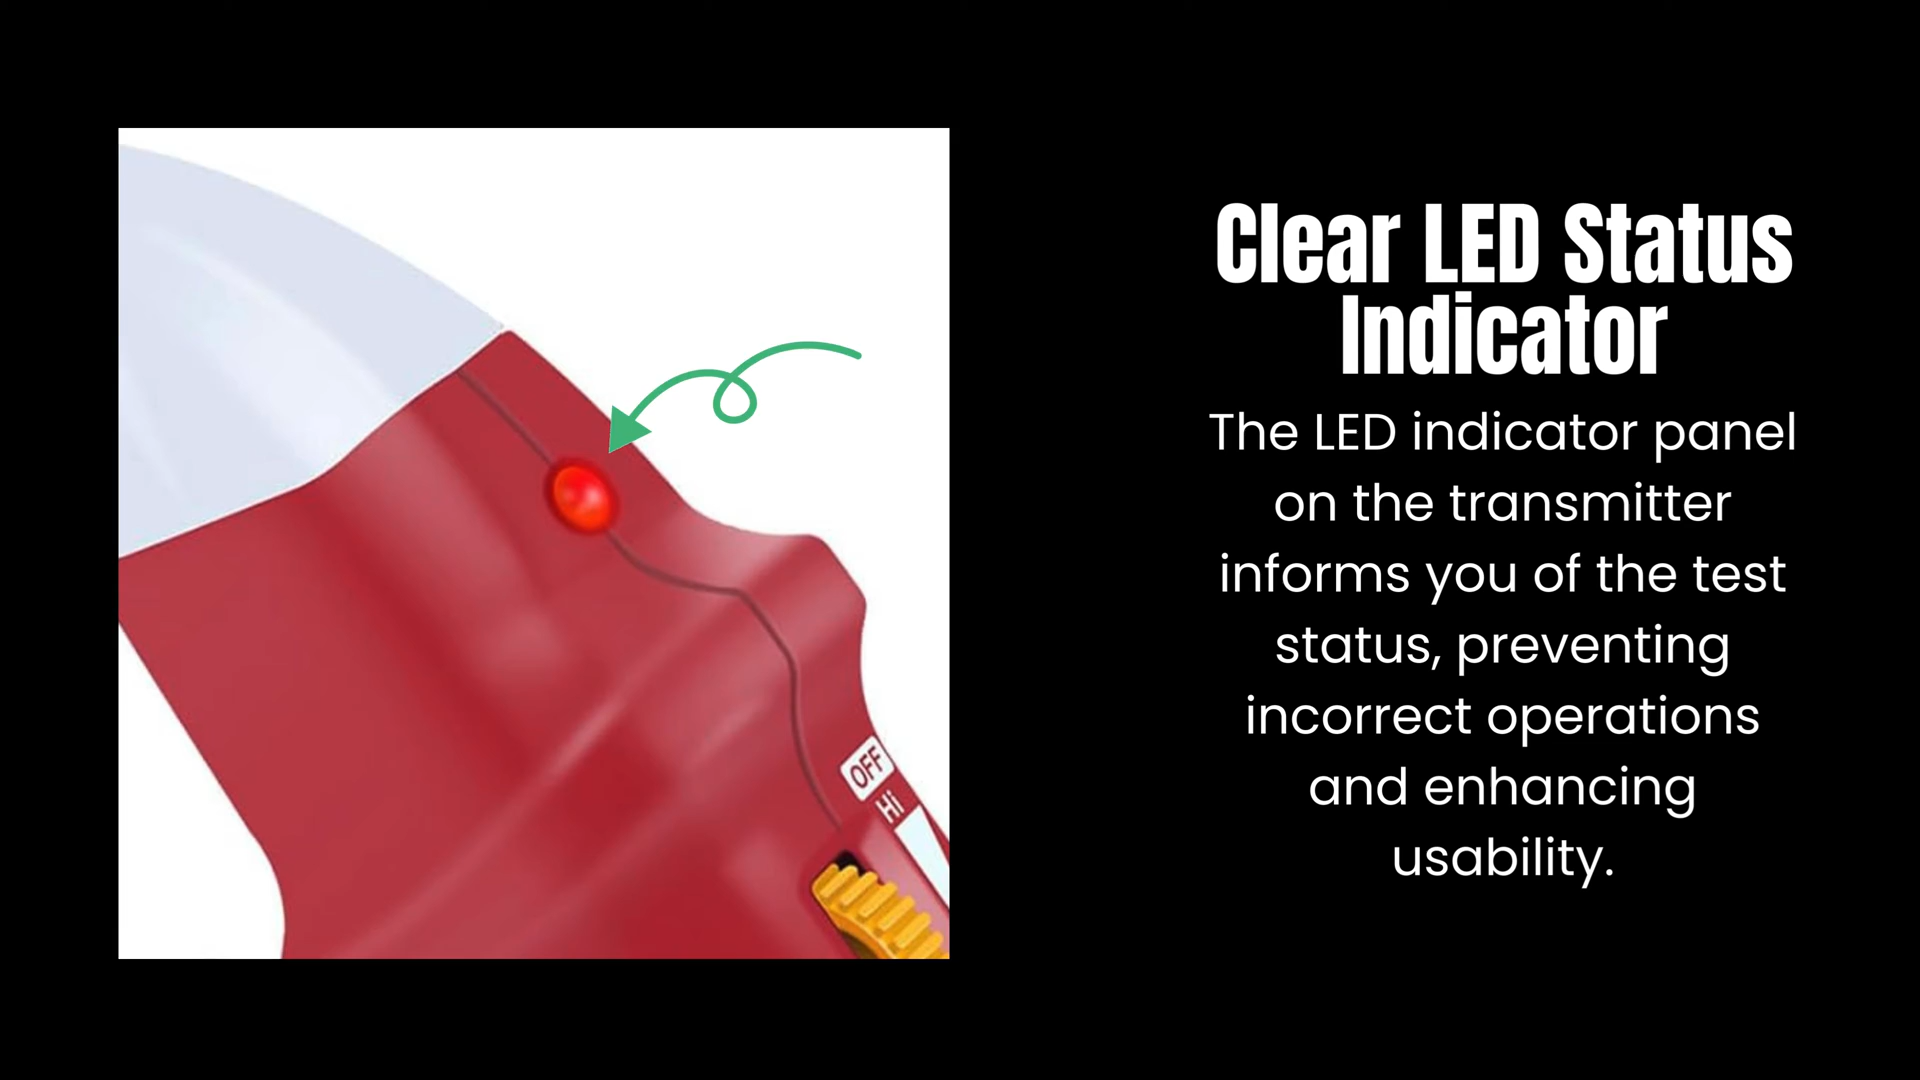 Clear LED Status
Indicator
The LED indicator panel
on the transmitter
informs you of the test
status, preventing
incorrect operations
and enhancing
usability.
OFF
Hi